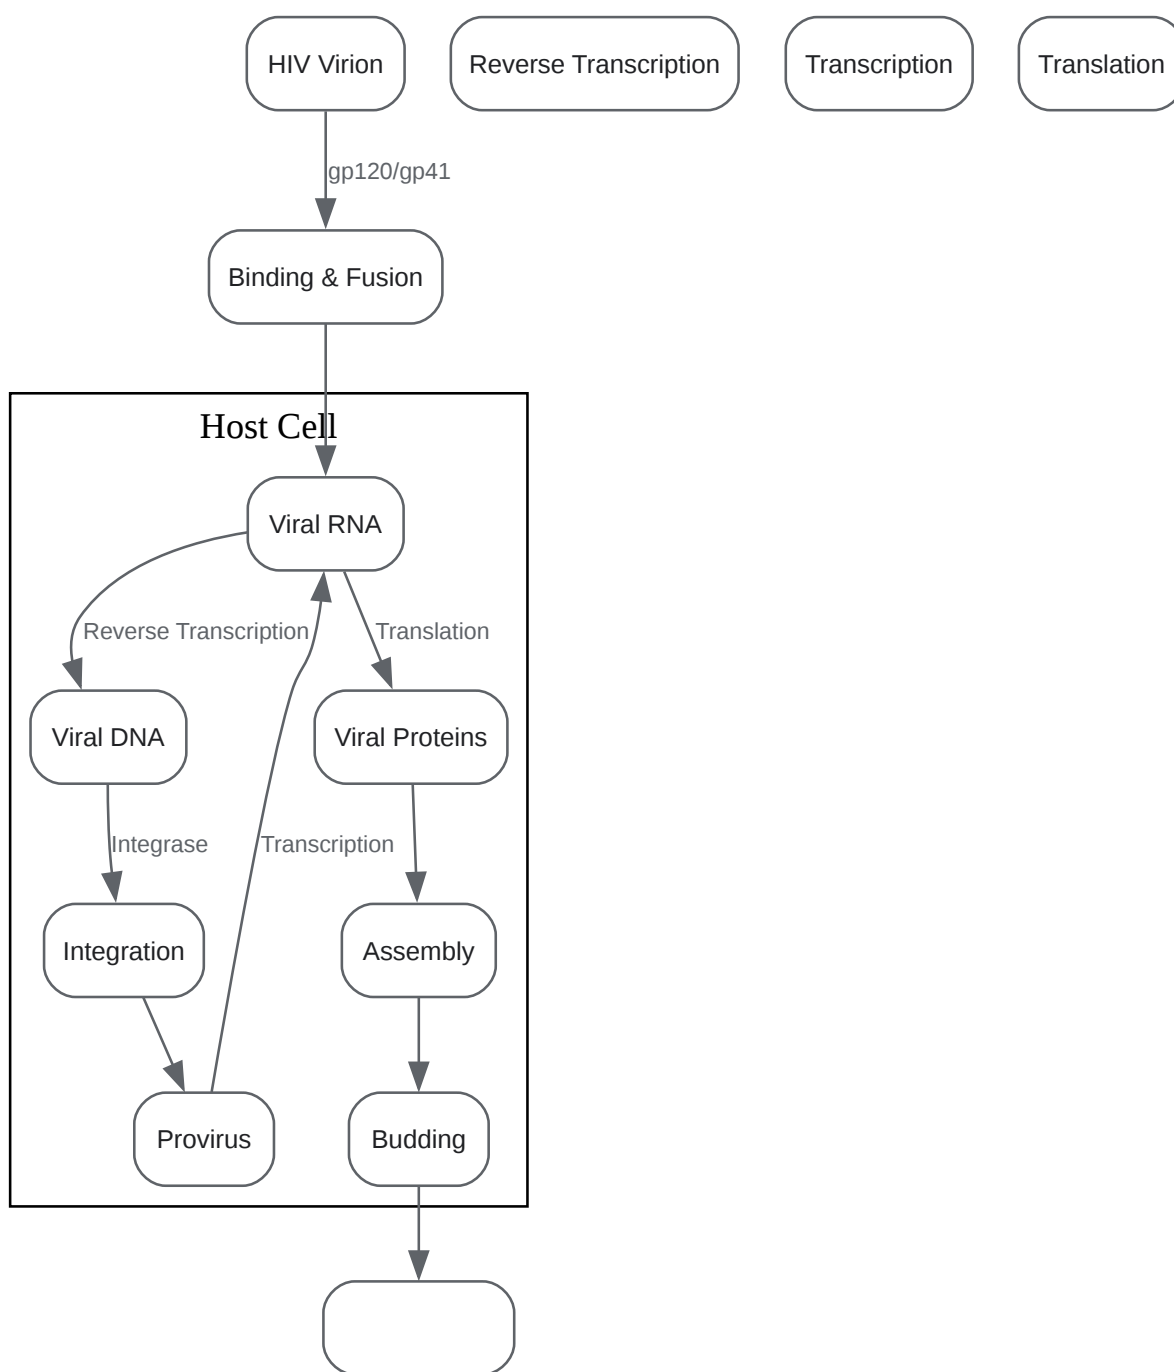 HIV Virion
Reverse Transcription
Transcription
Translation
gp120/gp41
Binding & Fusion
Host Cell
Viral RNA
Reverse Transcription
Translation
Viral DNA
Viral Proteins
Integrase
Transcription
Integration
Assembly
Provirus
Budding